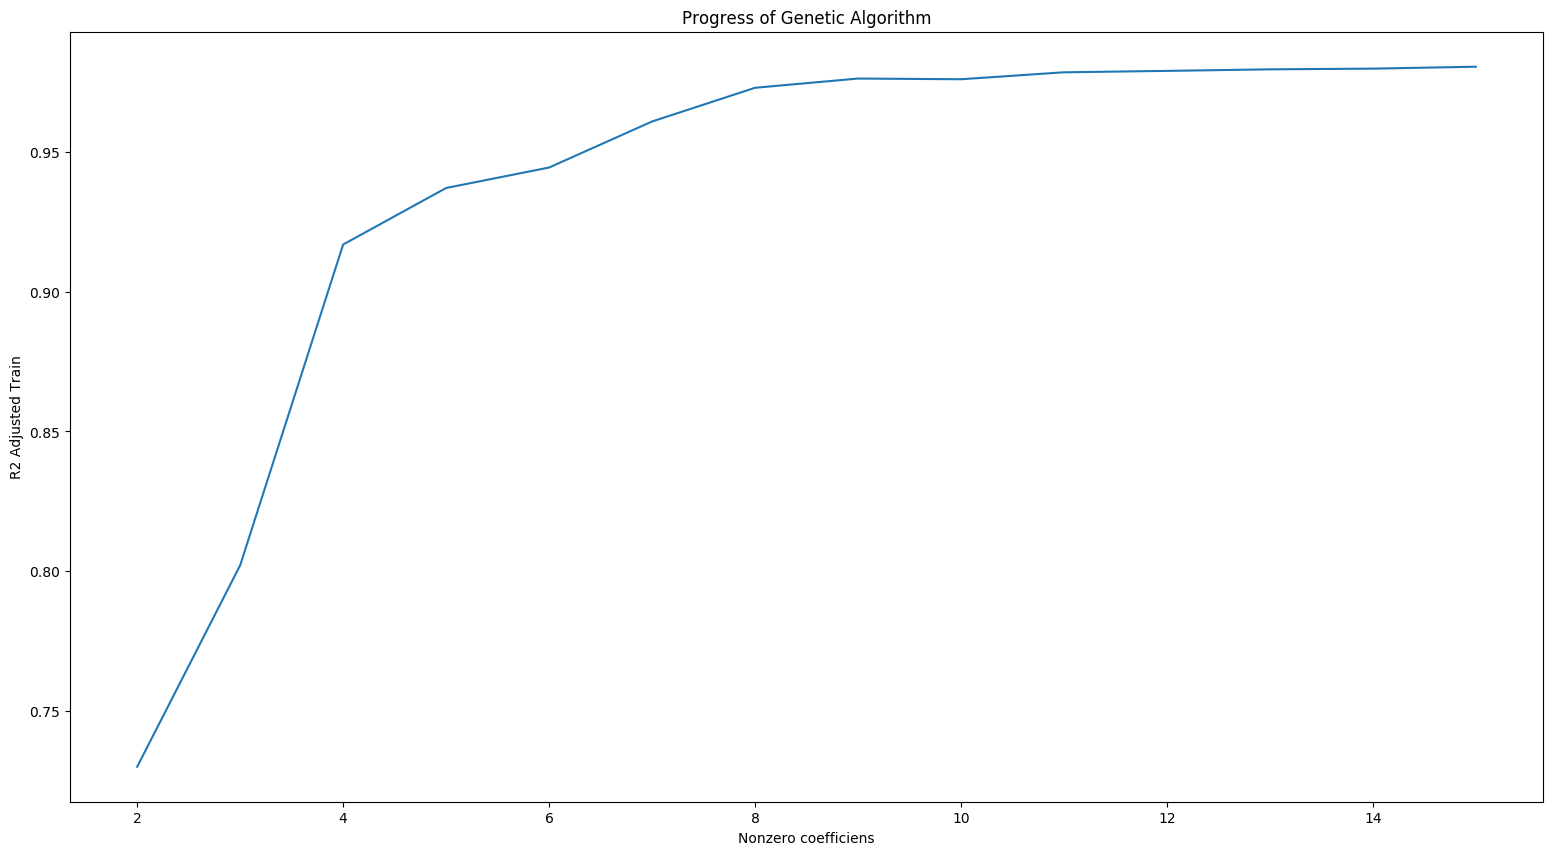 Progress of Genetic Algorithm
R2 Adjusted Train
0.95
0.90
0.85
0.80
0.75
2 4 6 8 10 12 14
Nonzero coefficiens